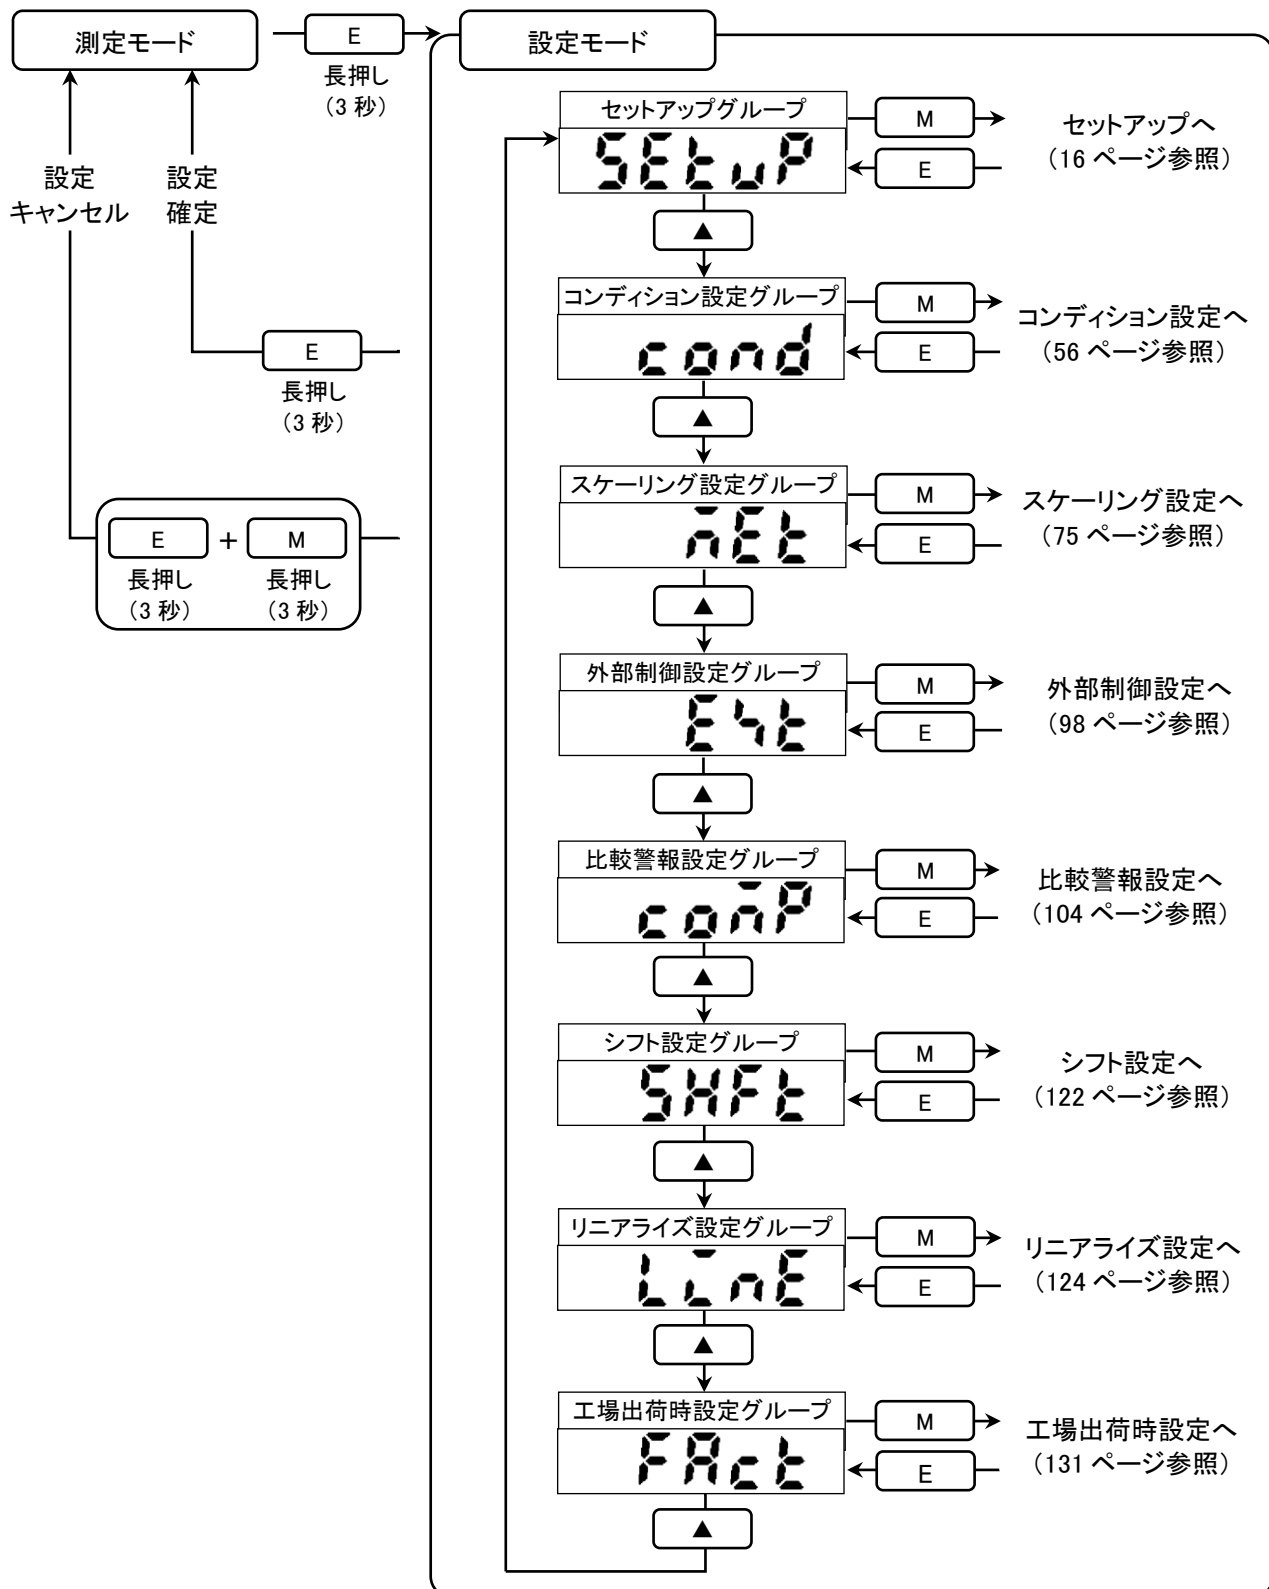 測定モード
E
長押し
（3 秒）
設定モード
設定
キャンセル
設定
確定
E
長押し
（3 秒）
E
+
M
長押し
（3 秒）
長押し
（3 秒）
セットアップグループ
SEtuP
M
E
セットアップへ
（16 ページ参照）
▲
コンディション設定グループ
cond
M
E
コンディション設定へ
（56 ページ参照）
▲
スケーリング設定グループ
mEt
M
E
スケーリング設定へ
（75 ページ参照）
▲
外部制御設定グループ
Ext
M
E
外部制御設定へ
（98 ページ参照）
▲
比較警報設定グループ
comP
M
E
比較警報設定へ
（104 ページ参照）
▲
シフト設定グループ
SHFt
M
E
シフト設定へ
（122 ページ参照）
▲
リニアライズ設定グループ
LinE
M
E
リニアライズ設定へ
（124 ページ参照）
▲
工場出荷時設定グループ
FAct
M
E
工場出荷時設定へ
（131 ページ参照）
▲